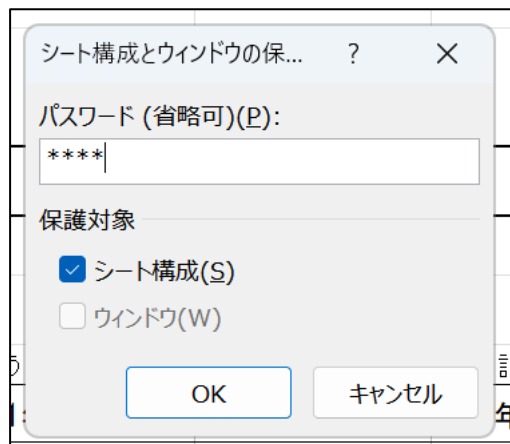 シート構成とウィンドウの保...
?
パスワード (省略可)(P):
****
保護対象
シート構成(S)
ウィンドウ(W)
OK
キャンセル
年